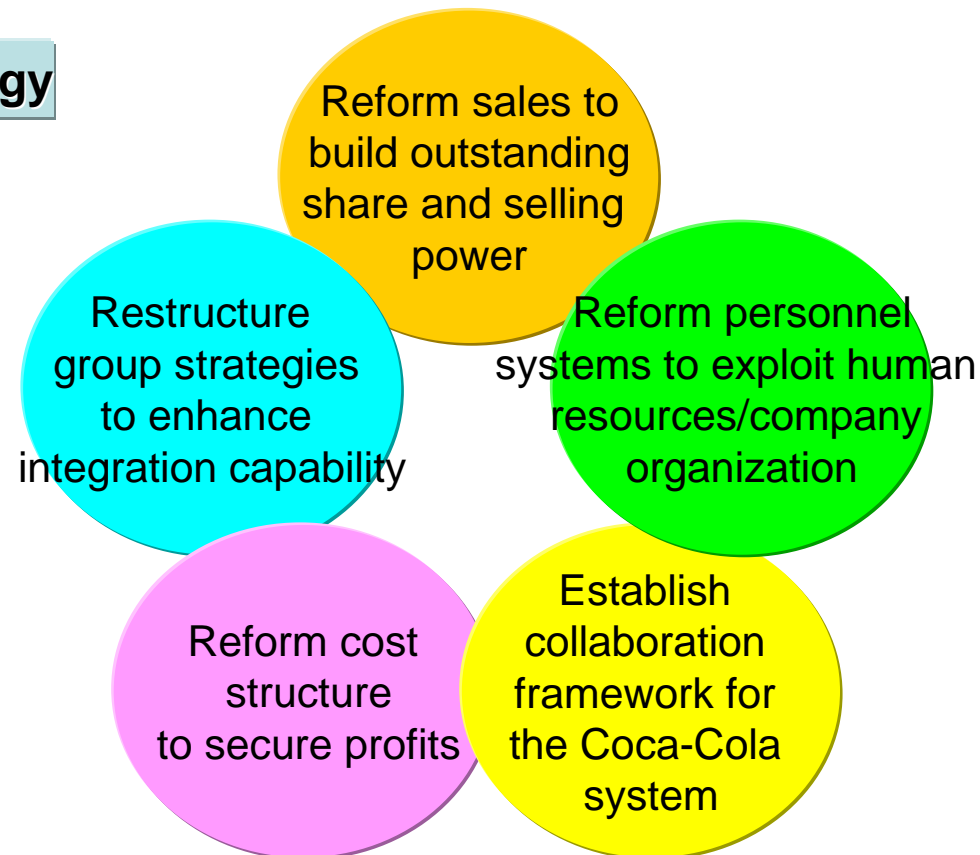 gy
Reform sales to
build outstanding
share and selling
power
Restructure
group strategies
to enhance
integration capability
Reform personnel
systems to exploit human
resources/company
organization
Reform cost
structure
to secure profits
Establish
collaboration
framework for
the Coca-Cola
system